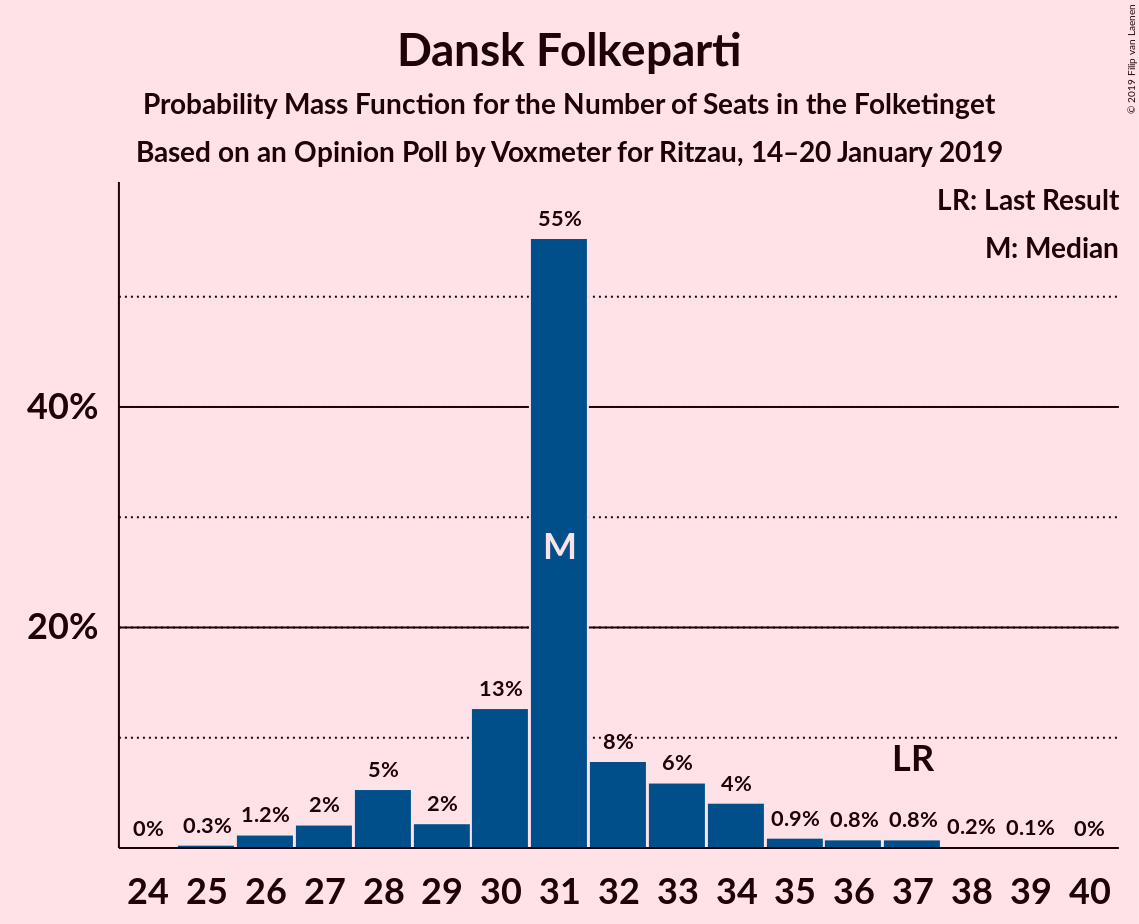 Dansk Folkeparti
Probability Mass Function for the Number of Seats in the Folketinget
Based on an Opinion Poll by Voxmeter for Ritzau, 14–20 January 2019
© 2019 Filip van Laenen
LR: Last Result
M: Median
55%
40%
M
20%
13%
8%
LR
6%
5%
4%
2%
2%
1.2%
0.9%
0.8%
0.8%
0.3%
0.2%
0.1%
0%
0%
24 25 26 27 28 29 30 31 32 33 34 35 36 37 38 39 40